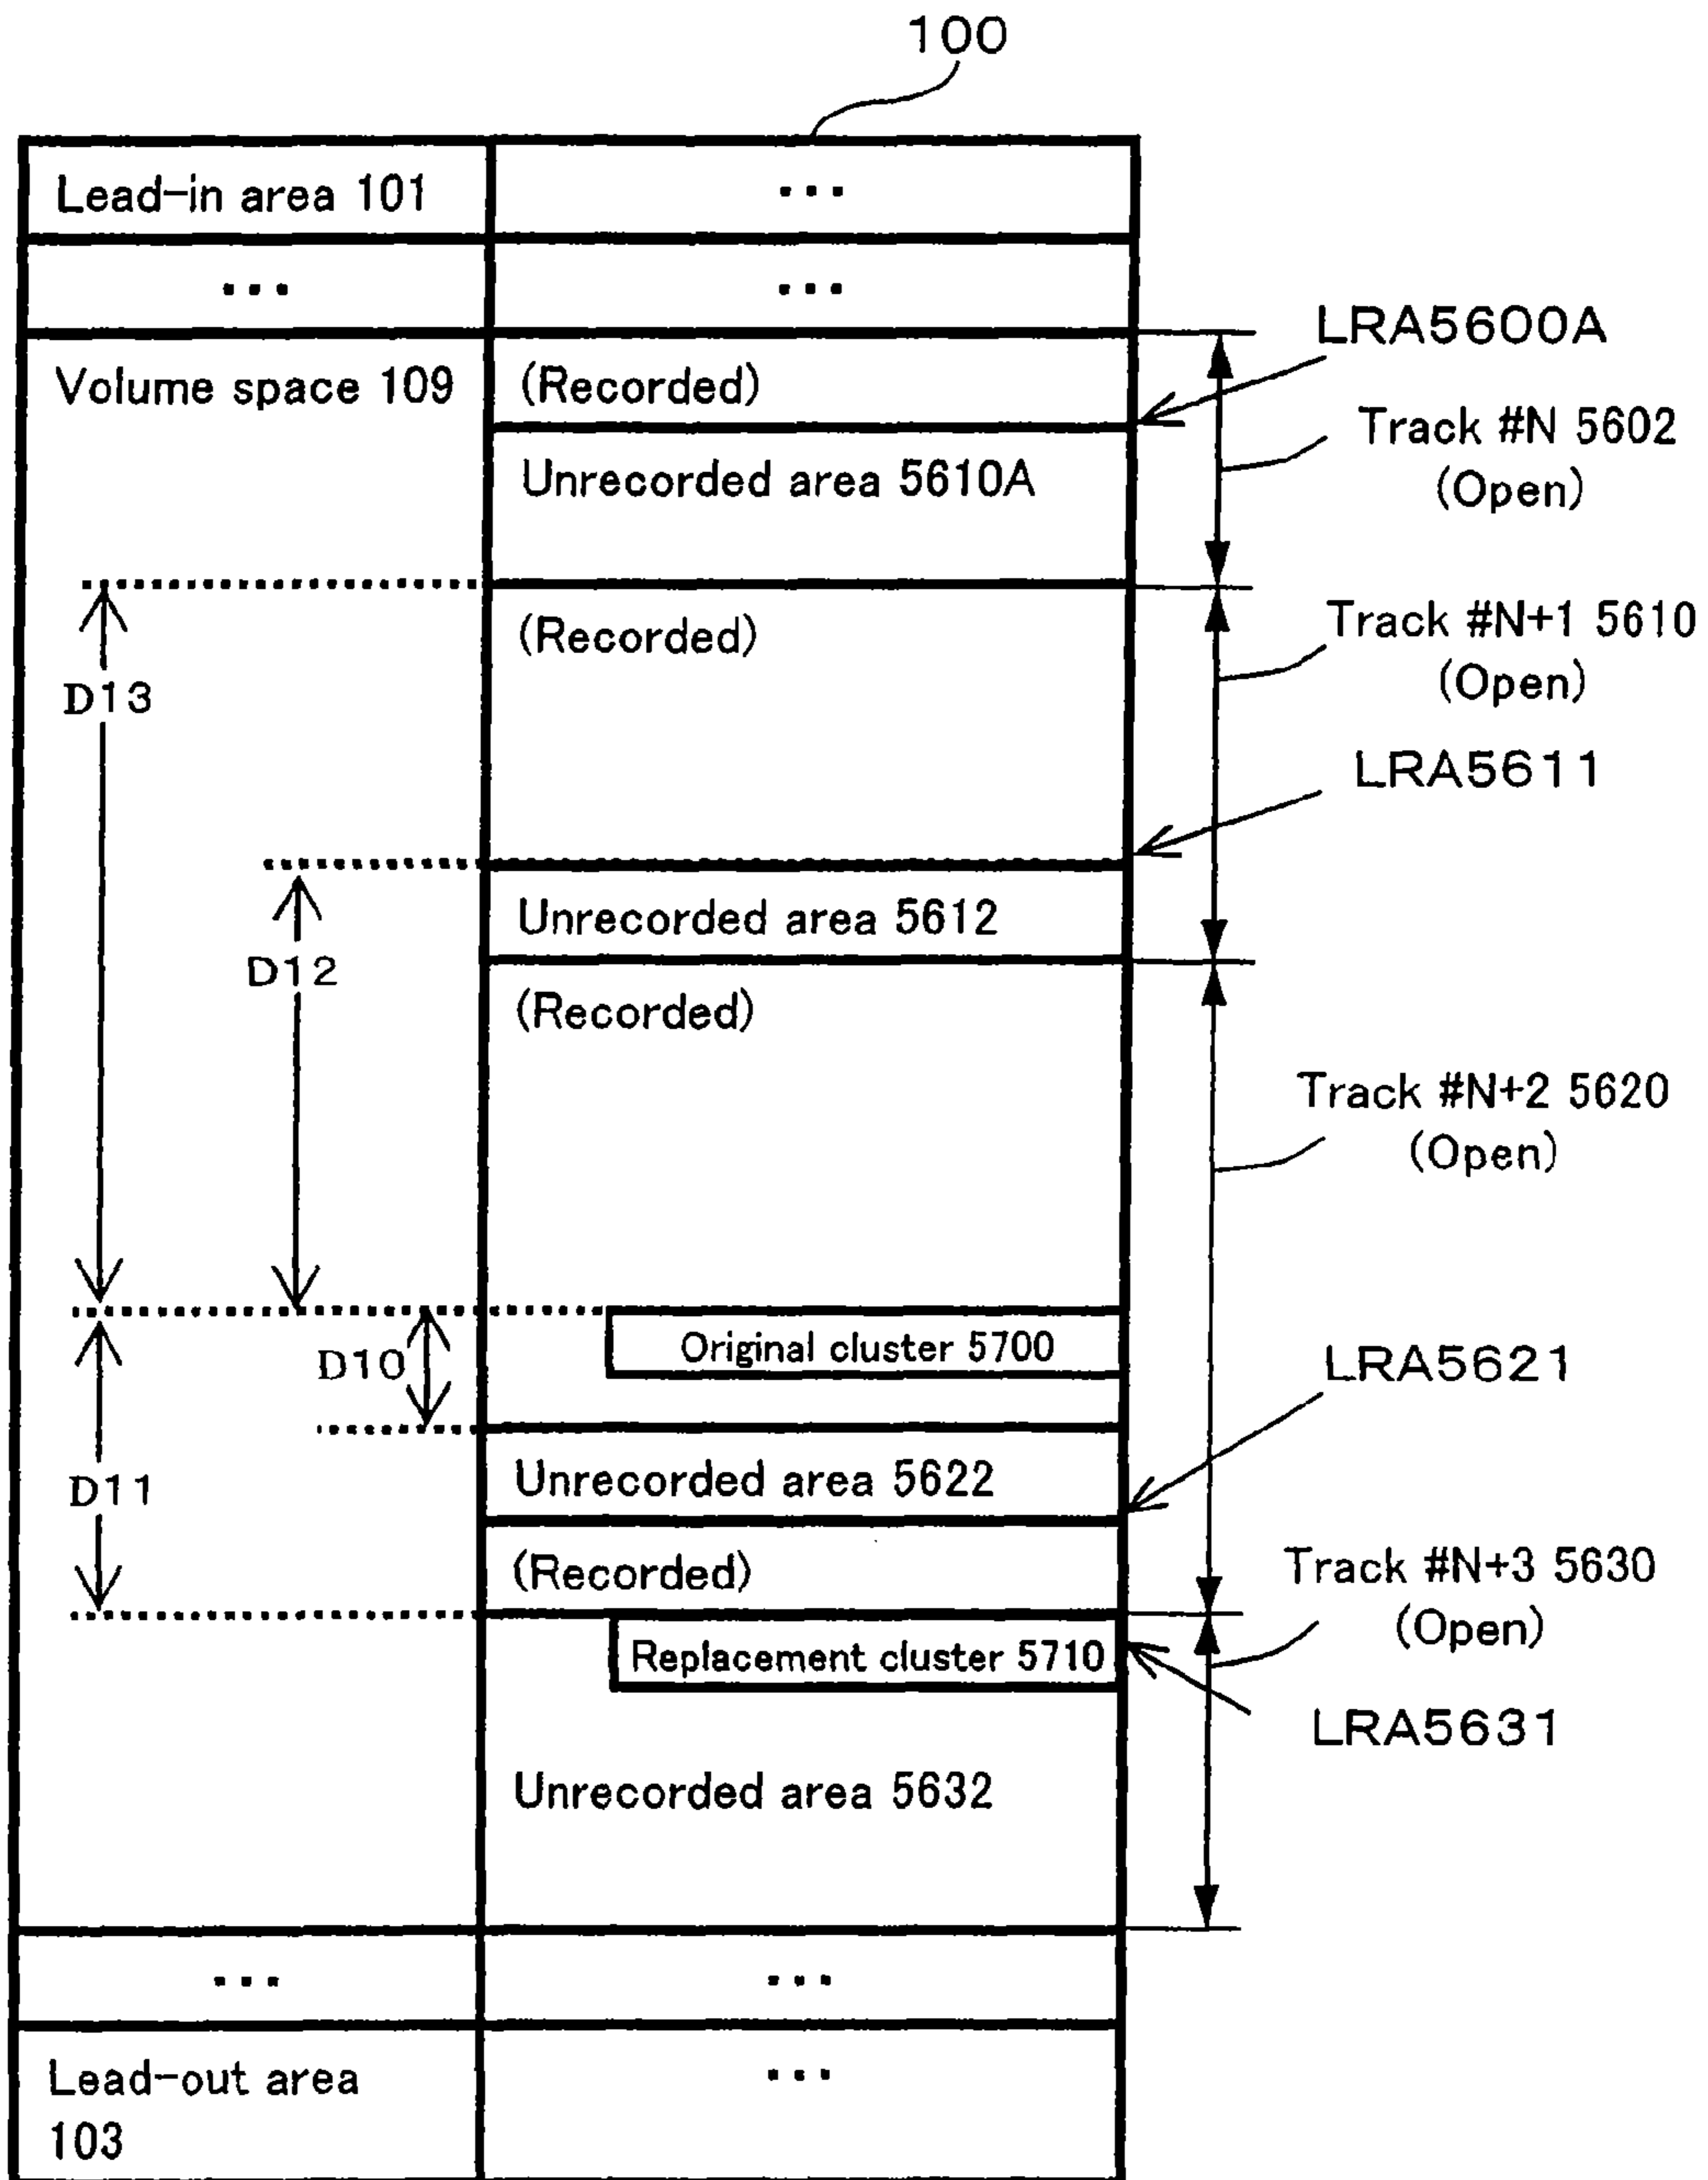 100
Lead-in area 101
...
...
...
LRA5600A
Volume space 109
(Recorded)
Track #N 5602
(Open)
Unrecorded area 5610A
(Recorded)
Track #N+1 5610
(Open)
D13
LRA5611
Unrecorded area 5612
D12
(Recorded)
Track #N+2 5620
(Open)
Original cluster 5700
D10
LRA5621
Unrecorded area 5622
D11
(Recorded)
Track #N+3 5630
(Open)
Replacement cluster 5710
LRA5631
Unrecorded area 5632
...
...
Lead-out area
103
...